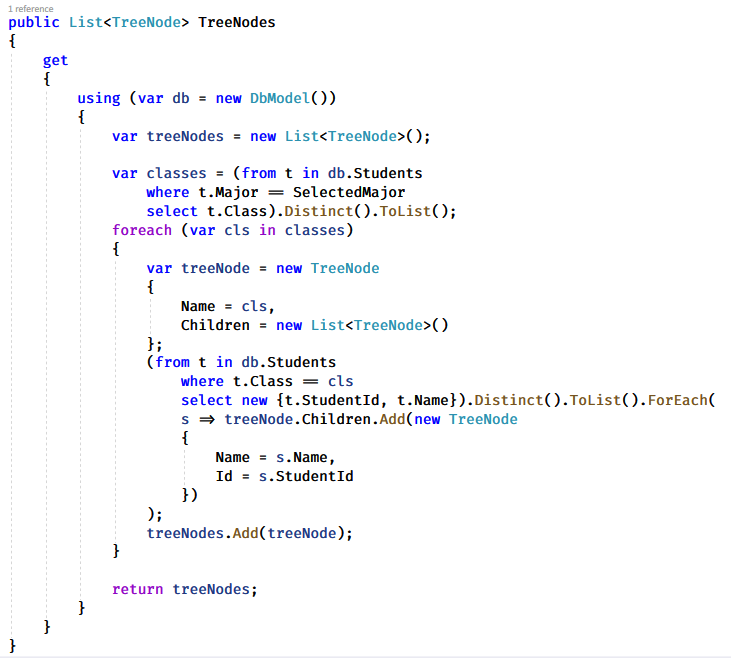 1 reference
public List<TreeNode> TreeNodes
{
    get
    {
        using (var db = new DbModel())
        {
            var treeNodes = new List<TreeNode>();

            var classes = (from t in db.Students
                where t.Major == SelectedMajor
                select t.Class).Distinct().ToList();
            foreach (var cls in classes)
            {
                var treeNode = new TreeNode
                {
                    Name = cls,
                    Children = new List<TreeNode>()
                };
                (from t in db.Students
                    where t.Class == cls
                    select new {t.StudentId, t.Name}).Distinct().ToList().ForEach(
                    s => treeNode.Children.Add(new TreeNode
                    {
                        Name = s.Name,
                        Id = s.StudentId
                    })
                );
                treeNodes.Add(treeNode);
            }

            return treeNodes;
        }
    }
}